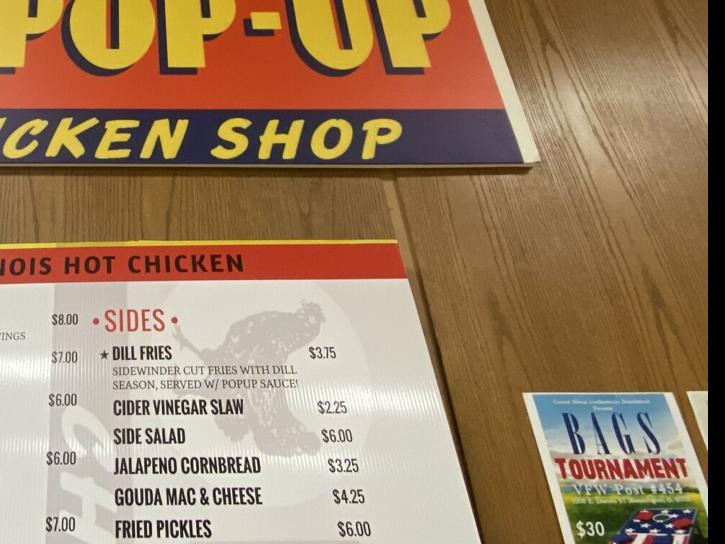 POP-UP
CKEN SHOP
NOIS HOT CHICKEN
INGS
$8.00
$7.00
$6.00
$6.00
$7.00
• SIDES •
★ DILL FRIES $3.75
SIDEWINDER CUT FRIES WITH DILL
SEASON, SERVED W/ POPUP SAUCE!
CIDER VINEGAR SLAW $2.25
SIDE SALAD $6.00
JALAPENO CORNBREAD $3.25
GOUDA MAC & CHEESE $4.25
FRIED PICKLES $6.00
CH
BAGS
TOURNAMENT
VFW Post #454
$30